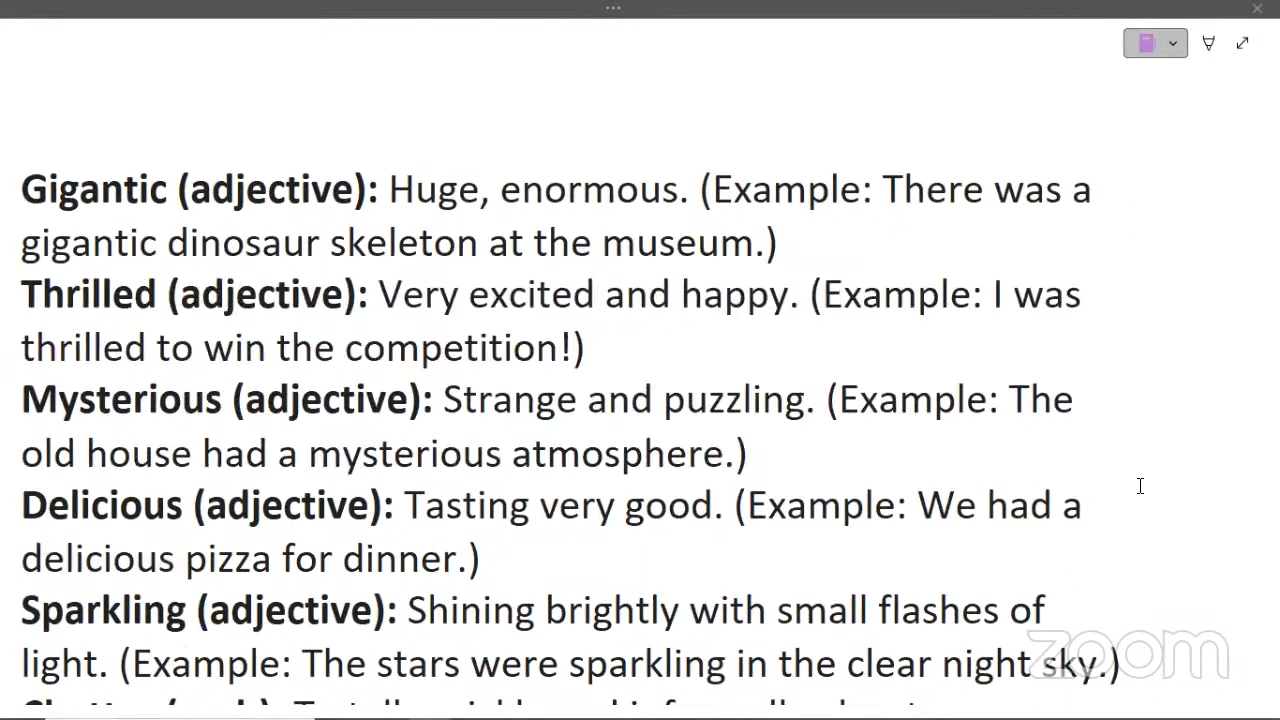 Gigantic (adjective): Huge, enormous. (Example: There was a
gigantic dinosaur skeleton at the museum.)
Thrilled (adjective): Very excited and happy. (Example: I was
thrilled to win the competition!)
Mysterious (adjective): Strange and puzzling. (Example: The
old house had a mysterious atmosphere.)
Delicious (adjective): Tasting very good. (Example: We had a
delicious pizza for dinner.)
Sparkling (adjective): Shining brightly with small flashes of
light. (Example: The stars were sparkling in the clear night sky.)
zoom